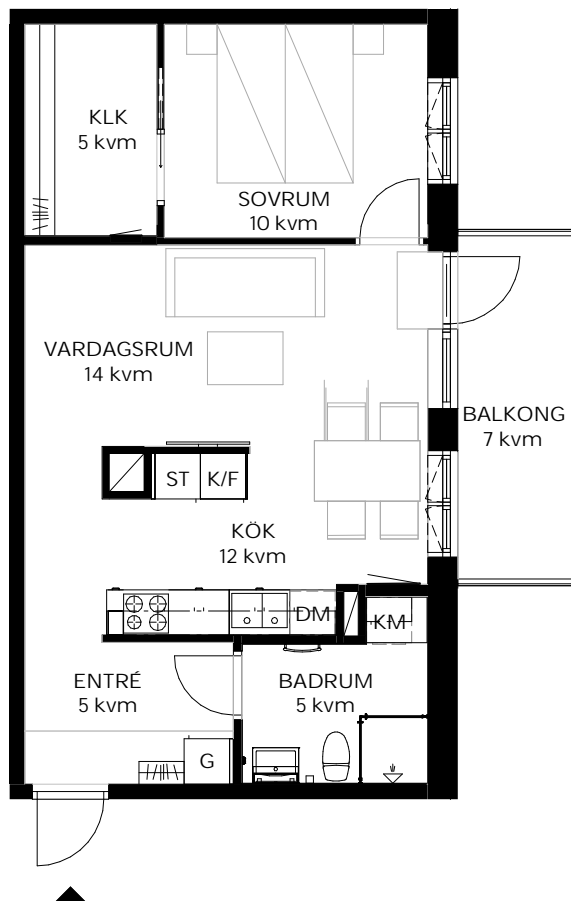 KLK
5 kvm
SOVRUM
10 kvm
VARDAGSRUM
14 kvm
BALKONG
7 kvm
ST
K/F
KÖK
12 kvm
DM
KM
ENTRÉ
5 kvm
BADRUM
5 kvm
G